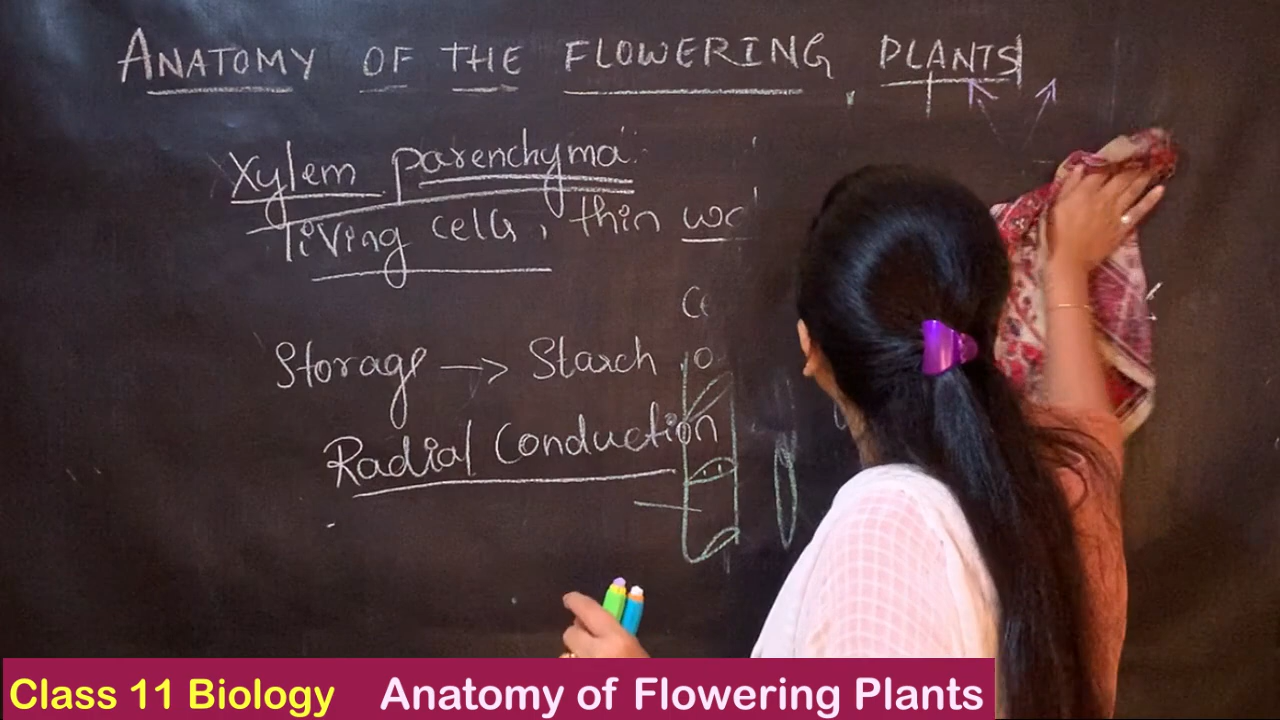 ANATOMY OF THE FLOWERING PLANTS
Xylem parenchyma
living cells, thin
Storage → Starch
Radial Conduction
Class 11 Biology Anatomy of Flowering Plants